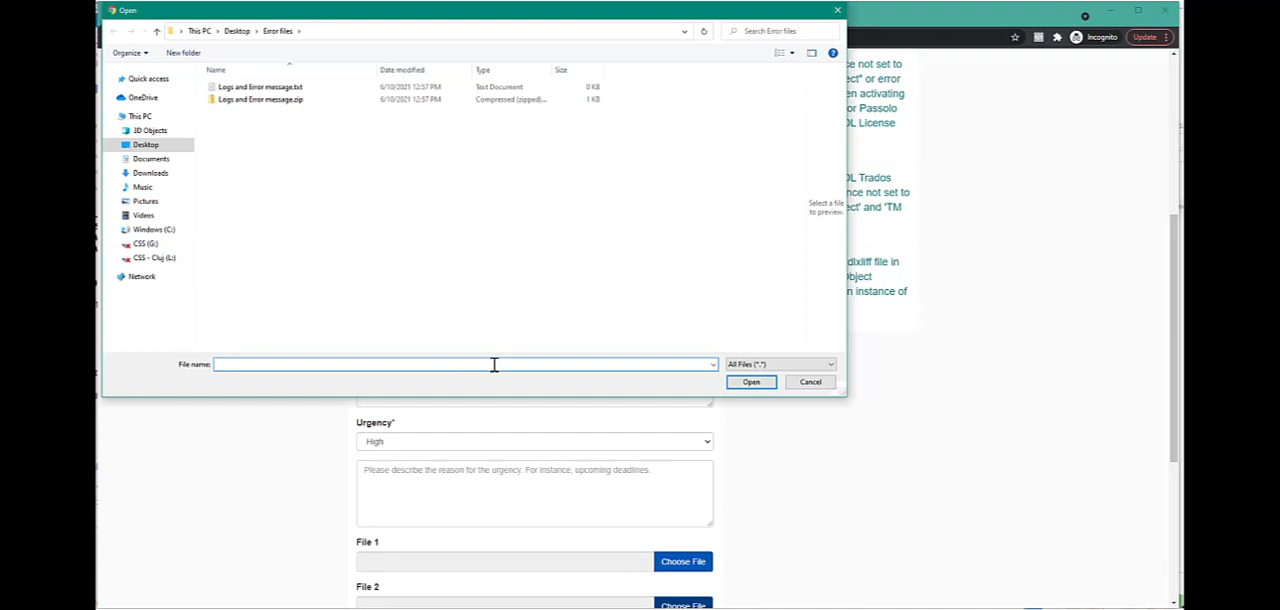 Open
This PC > Desktop > Error files >
Search Error files
Organize
New folder
Name
Date modified
Type
Size
Logs and Error message.txt
6/10/2021 12:57 PM
Text Document
0 KB
Logs and Error message.zip
6/10/2021 12:57 PM
Compressed (zipped)...
1 KB
Quick access
OneDrive
This PC
3D Objects
Desktop
Documents
Downloads
Music
Pictures
Videos
Windows (C:)
CSS (G:)
CSS - Cluj (L:)
Network
Select a file
to preview.
File name:
All Files (*.*)
Open
Cancel
Incognito
Update
ce not set to
ect" or error
en activating
or Passolo
DL License
DL Trados
nce not set to
ect' and 'TM
dlxliff file in
Object
n instance of
Urgency*
High
Please describe the reason for the urgency. For instance, upcoming deadlines.
File 1
Choose File
File 2
Choose File